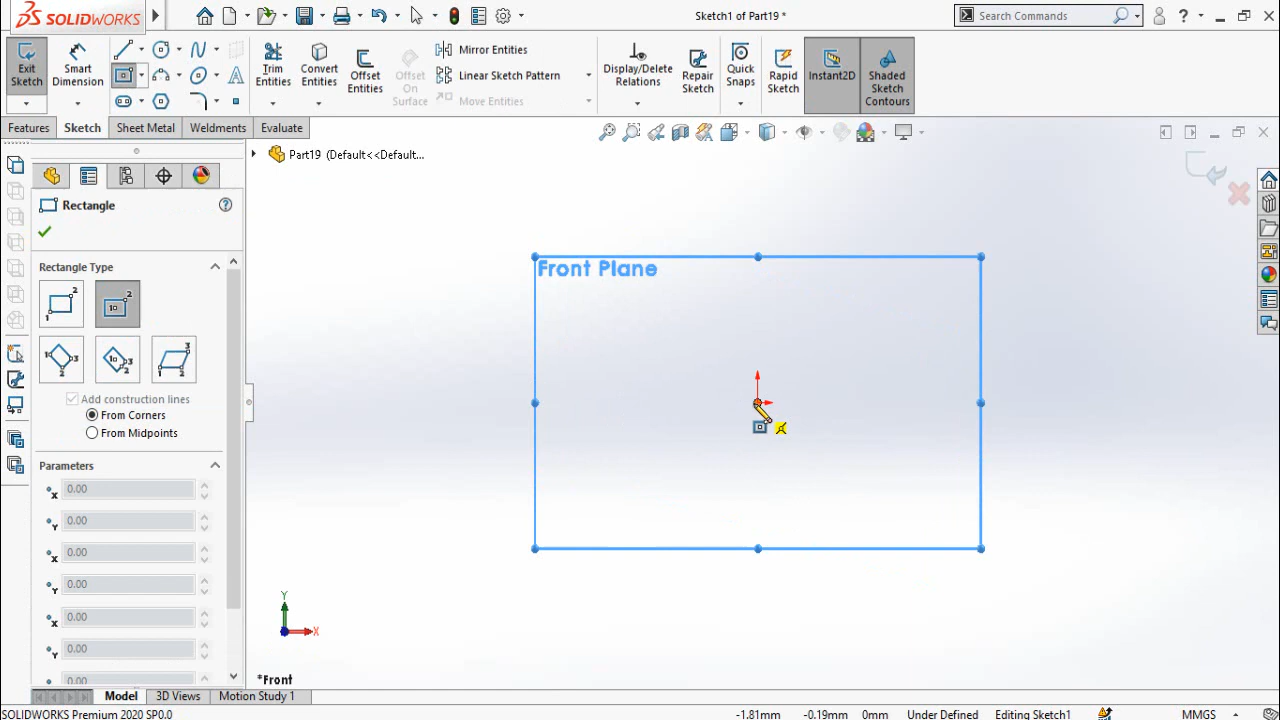 SOLIDWORKS
Sketch1 of Part19 *
Search Commands
Exit Sketch
Smart Dimension
Trim Entities
Convert Entities
Offset Entities
Offset On Surface
Mirror Entities
Linear Sketch Pattern
Move Entities
Display/Delete Relations
Repair Sketch
Quick Snaps
Rapid Sketch
Instant2D
Shaded Sketch Contours
Features
Sketch
Sheet Metal
Weldments
Evaluate
Part19 (Default<<Default...
Rectangle
Rectangle Type
Add construction lines
From Corners
From Midpoints
Parameters
0.00
0.00
0.00
0.00
0.00
0.00
0.00
Front Plane
Y
X
*Front
Model
3D Views
Motion Study 1
SOLIDWORKS Premium 2020 SP0.0
-1.81mm
-0.19mm
0mm
Under Defined
Editing Sketch1
MMGS